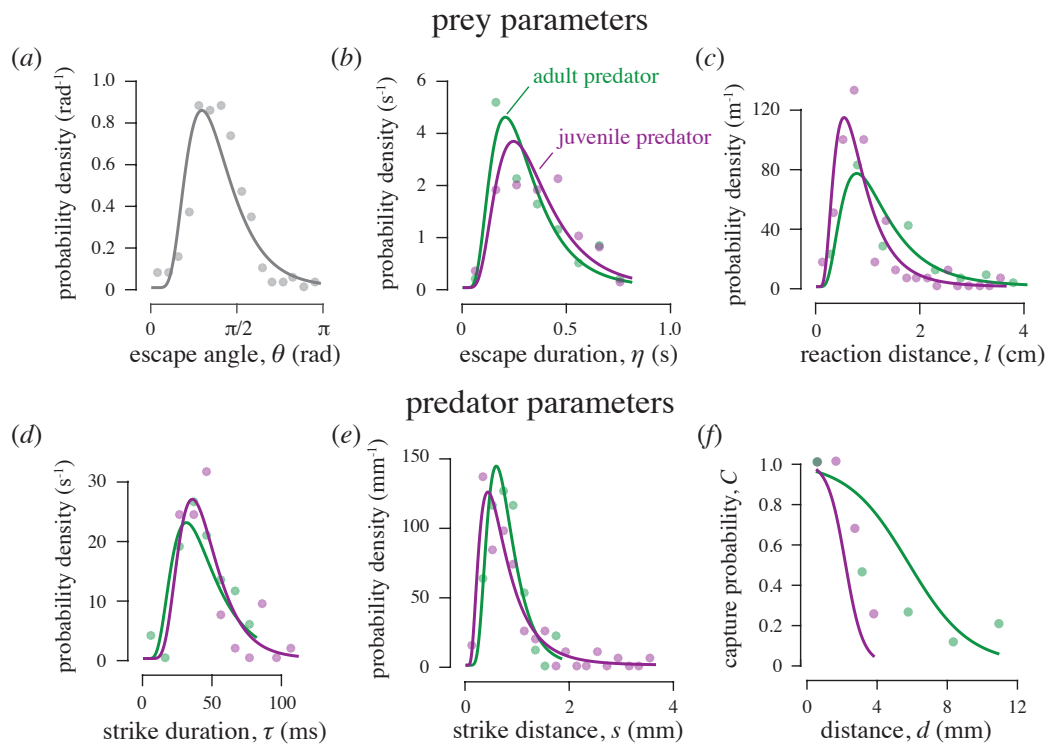 prey parameters
(a)
probability density (rad-1)
1.0
0.8
0.6
0.4
0.2
0
0
π/2
π
escape angle, θ (rad)
(b)
adult predator
juvenile predator
probability density (s-1)
6
4
2
1
0
0
0.5
1.0
escape duration, η (s)
(c)
probability density (m-1)
120
80
40
0
0
2
4
reaction distance, l (cm)
predator parameters
(d)
probability density (s-1)
30
20
10
0
0
50
100
strike duration, τ (ms)
(e)
probability density (mm-1)
150
100
50
0
0
2
4
strike distance, s (mm)
(f)
capture probability, C
1.0
0.8
0.6
0.4
0.2
0
0
4
8
12
distance, d (mm)